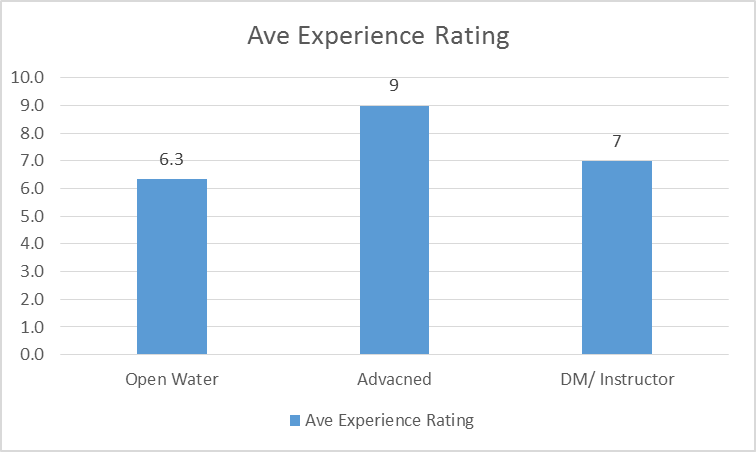 Ave Experience Rating
10.0
9.0
8.0
7.0
6.0
5.0
4.0
3.0
2.0
1.0
0.0
6.3
9
7
Open Water
Advacned
DM/ Instructor
Ave Experience Rating